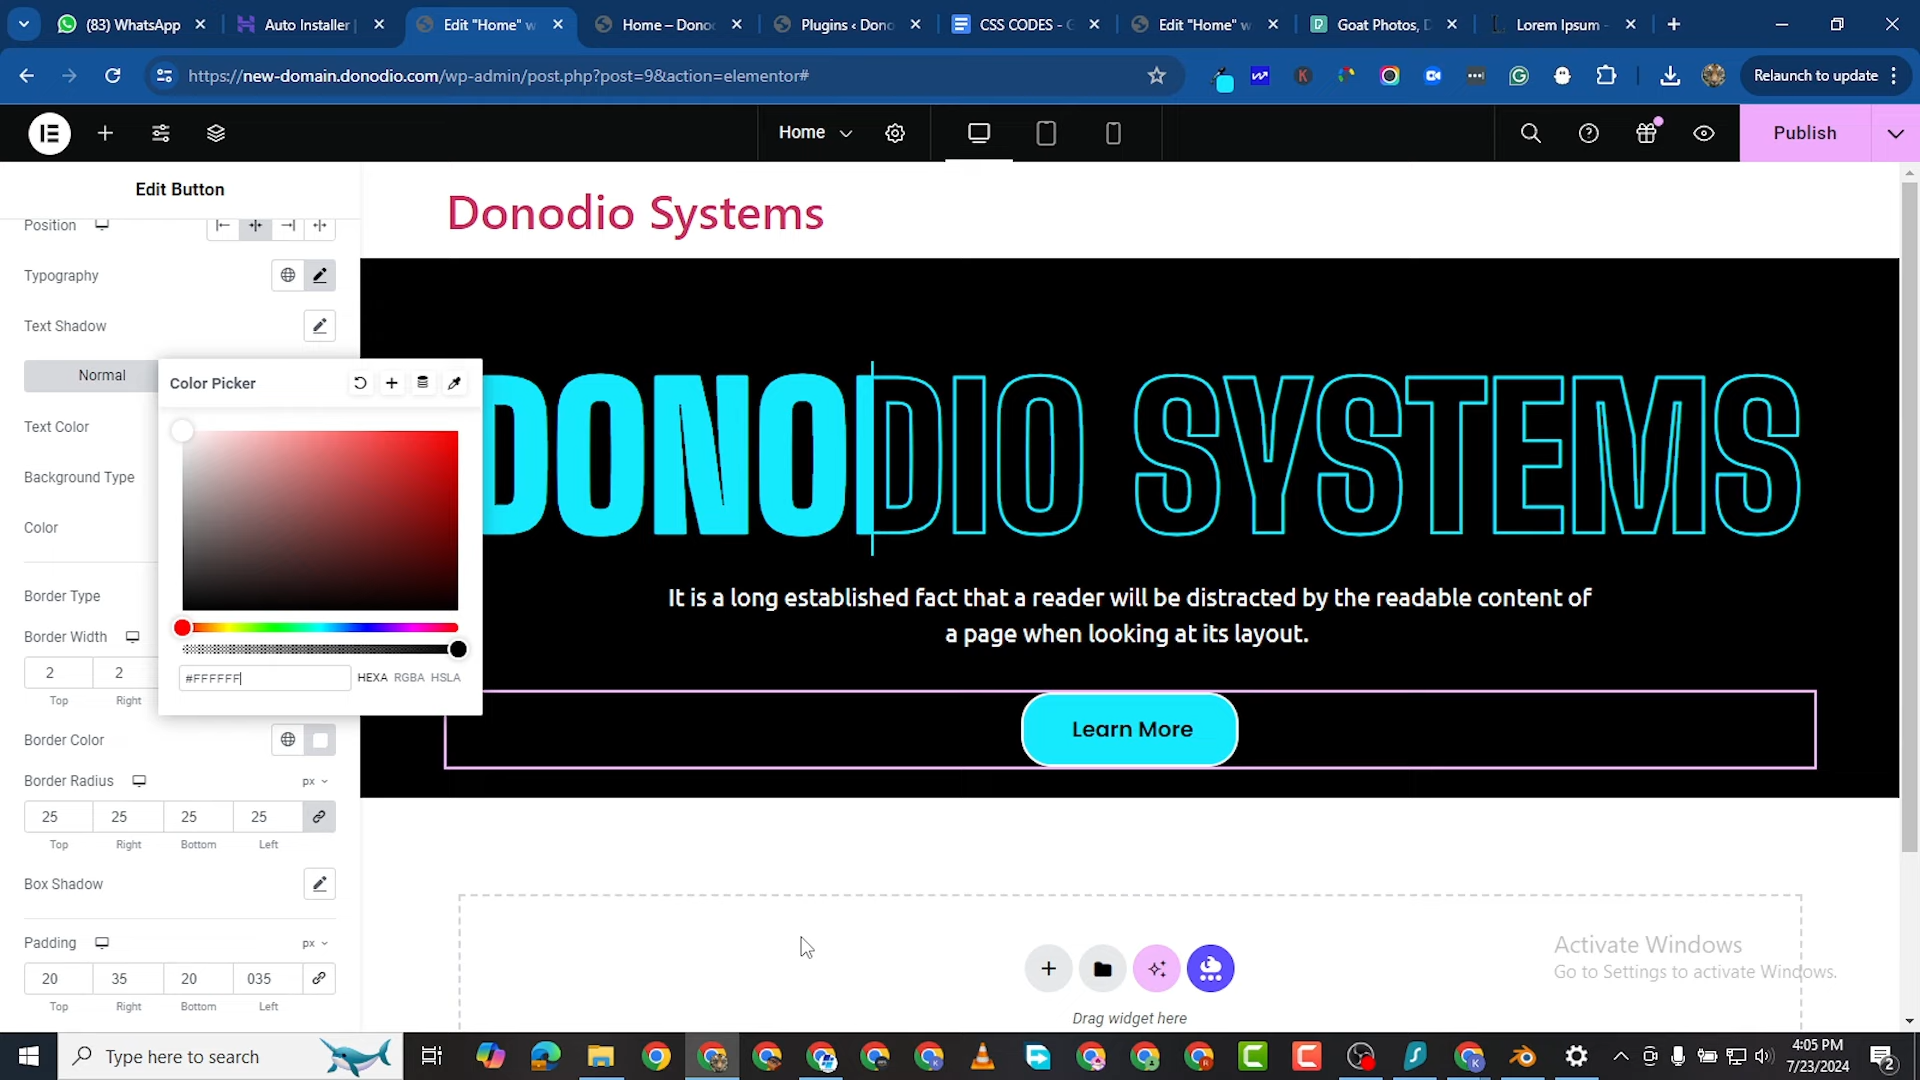 (83) WhatsApp
Auto Installer |
Edit "Home" w
Home – Donod
Plugins ‹ Dono
CSS CODES - G
Edit "Home" w
Goat Photos, D
Lorem Ipsum -
https://new-domain.donodio.com/wp-admin/post.php?post=9&action=elementor#
Relaunch to update
Home
Publish
Edit Button
Position
Typography
Text Shadow
Normal
Text Color
Background Type
Color
Border Type
Border Width
2 2
Top Right
Border Color
Border Radius px
25 25 25 25
Top Right Bottom Left
Box Shadow
Padding px
20 35 20 035
Top Right Bottom Left
Color Picker
#FFFFFF HEXA RGBA HSLA
Donodio Systems
DONODIO SYSTEMS
It is a long established fact that a reader will be distracted by the readable content of
a page when looking at its layout.
Learn More
Drag widget here
Activate Windows
Go to Settings to activate Windows.
Type here to search
4:05 PM
7/23/2024
2